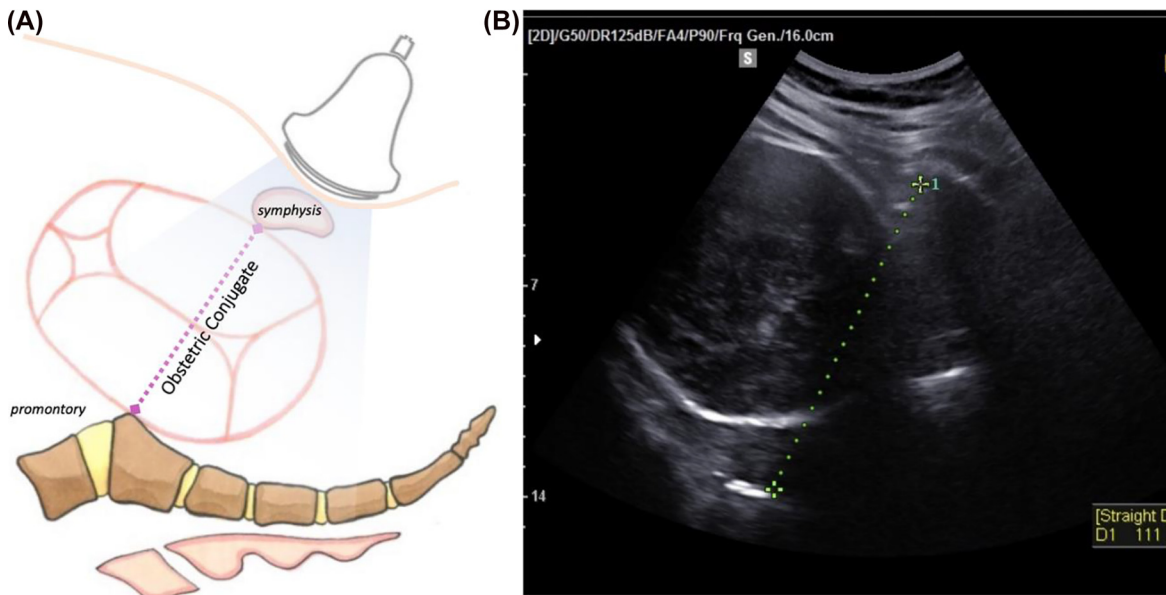 (A)
symphysis
Obstetric Conjugate
promontory
(B)
[2D]/G50/DR125dB/FA4/P90/Frq Gen./16.0cm
S
1
7
14
[Straight D
D1 111